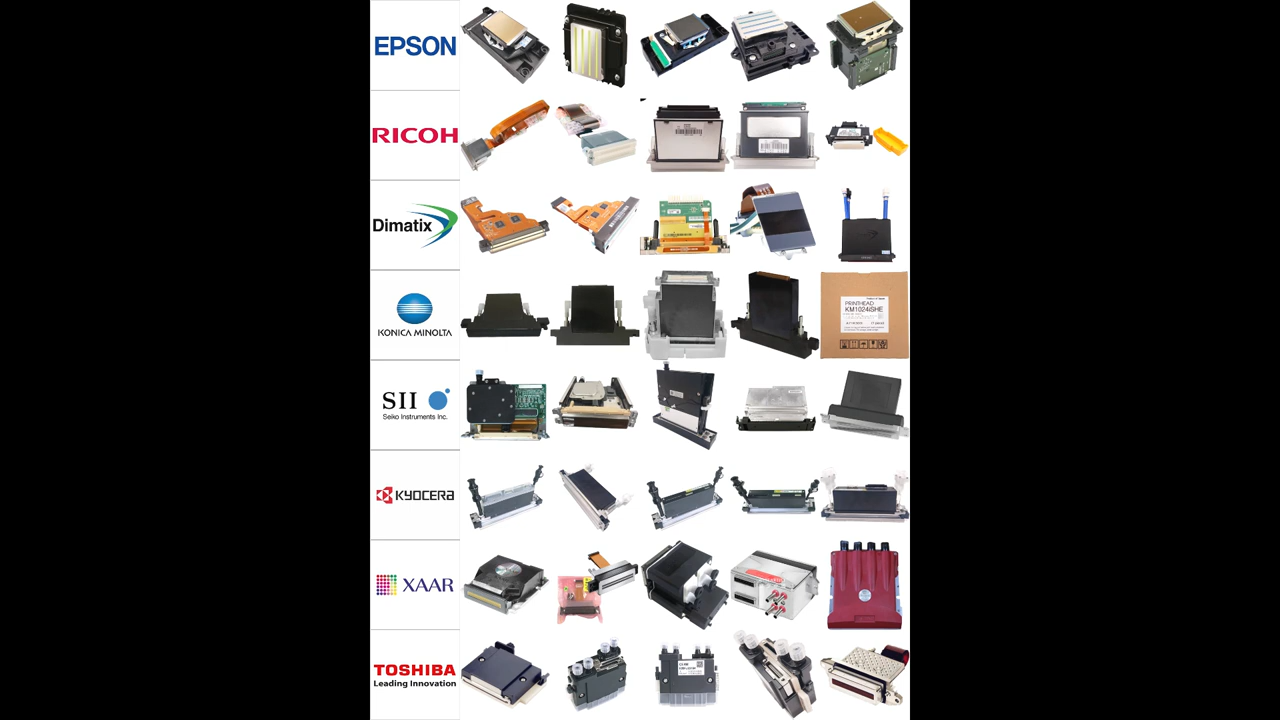 EPSON
RICOH
Dimatix
KONICA MINOLTA
PRINTHEAD
KM1024iSHE
SII
Seiko Instruments Inc.
KYOCERA
XAAR
TOSHIBA
Leading Innovation